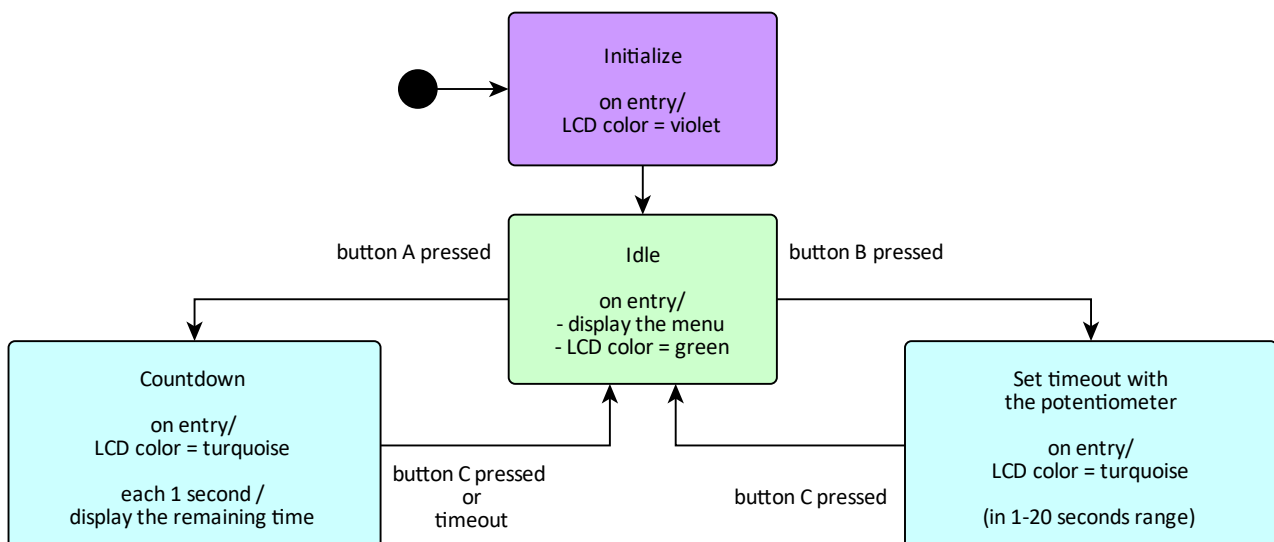 Initialize
on entry/
LCD color = violet
button A pressed
Idle
on entry/
- display the menu
- LCD color = green
button B pressed
Countdown
on entry/
LCD color = turquoise
each 1 second /
display the remaining time
button C pressed
or
timeout
button C pressed
Set timeout with
the potentiometer
on entry/
LCD color = turquoise
(in 1-20 seconds range)